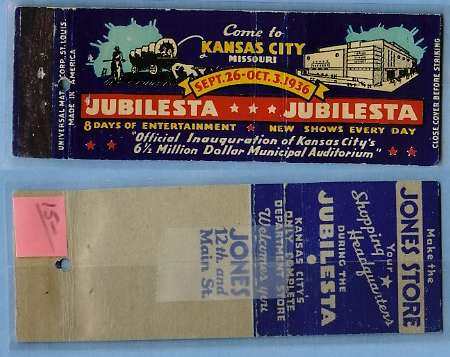 UNIVERSAL MAT CORP. ST. LOUIS
MADE IN AMERICA
Come to
KANSAS CITY
MISSOURI
SEPT. 26-OCT. 3, 1936
JUBILESTA ★ ★ ★ JUBILESTA
8 DAYS OF ENTERTAINMENT ★ NEW SHOWS EVERY DAY
"Official Inauguration of Kansas City's
6½ Million Dollar Municipal Auditorium"
CLOSE COVER BEFORE STRIKING
15-
Make the
JONES STORE
Your
Shopping
Headquarters
DURING THE
JUBILESTA
KANSAS CITY'S
ONLY COMPLETE
DEPARTMENT STORE
Welcomes you
JONES
12th and
Main St.